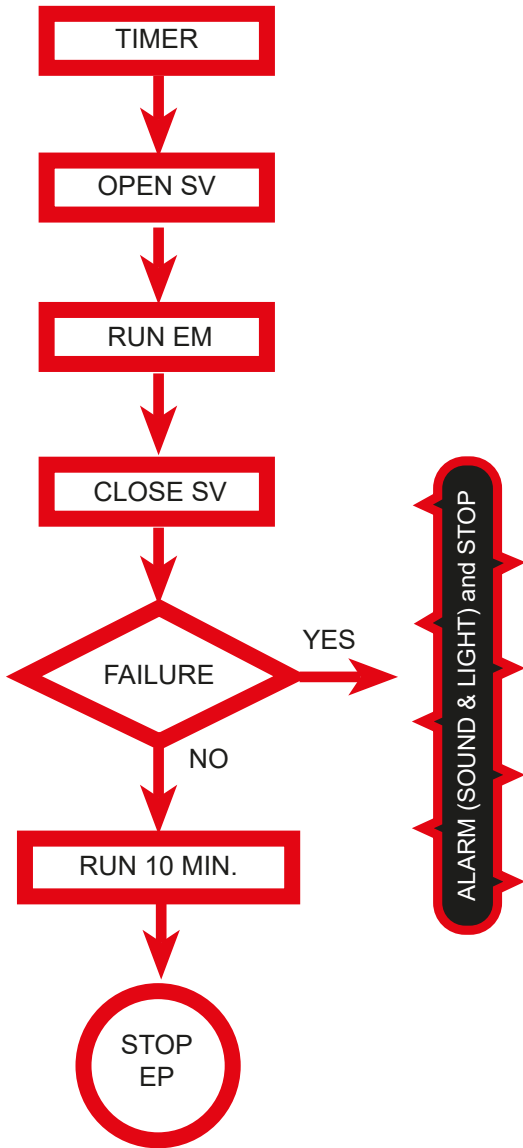 TIMER
OPEN SV
RUN EM
CLOSE SV
FAILURE
YES
NO
RUN 10 MIN.
STOP
EP
ALARM (SOUND & LIGHT) and STOP